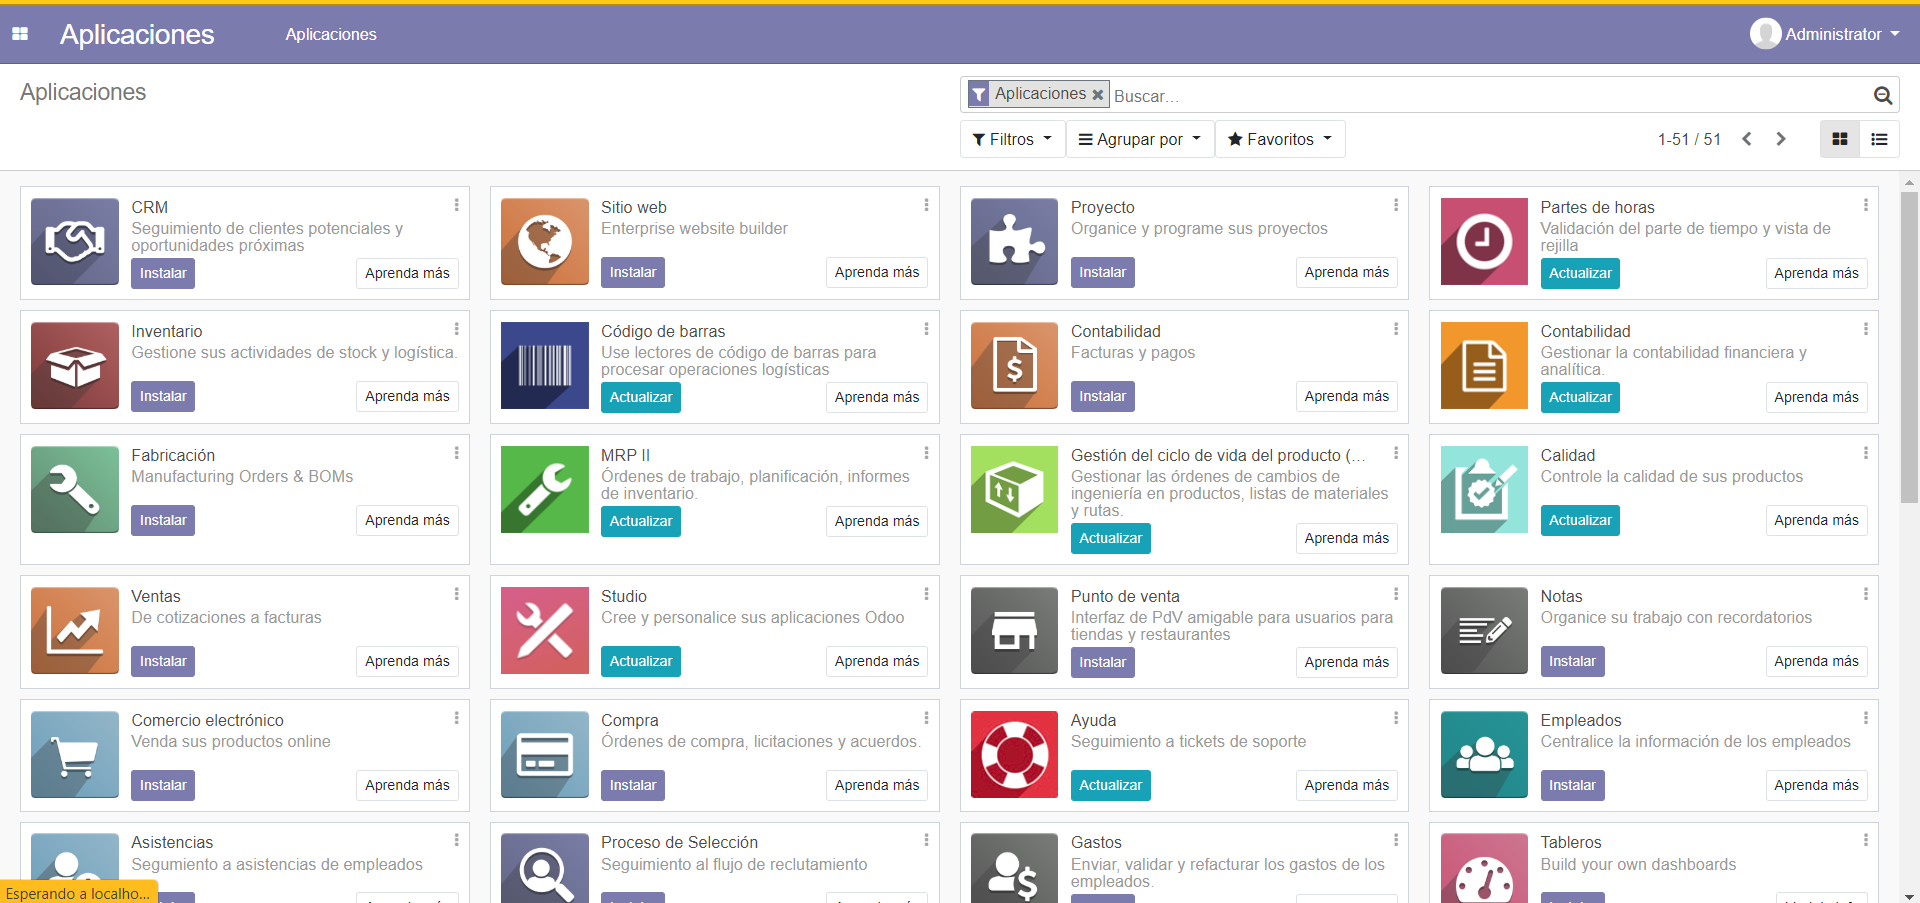 Aplicaciones
Aplicaciones
Administrator
Aplicaciones
Aplicaciones
Buscar...
Filtros
Agrupar por
Favoritos
1-51 / 51
CRM
Seguimiento de clientes potenciales y
oportunidades próximas
Instalar
Aprenda más
Sitio web
Enterprise website builder
Instalar
Aprenda más
Proyecto
Organice y programe sus proyectos
Instalar
Aprenda más
Partes de horas
Validación del parte de tiempo y vista de
rejilla
Actualizar
Aprenda más
Inventario
Gestione sus actividades de stock y logística.
Instalar
Aprenda más
Código de barras
Use lectores de código de barras para
procesar operaciones logísticas
Actualizar
Aprenda más
Contabilidad
Facturas y pagos
Instalar
Aprenda más
Contabilidad
Gestionar la contabilidad financiera y
analítica.
Actualizar
Aprenda más
Fabricación
Manufacturing Orders & BOMs
Instalar
Aprenda más
MRP II
Órdenes de trabajo, planificación, informes
de inventario.
Actualizar
Aprenda más
Gestión del ciclo de vida del producto (...
Gestionar las órdenes de cambios de
ingeniería en productos, listas de materiales
y rutas.
Actualizar
Aprenda más
Calidad
Controle la calidad de sus productos
Actualizar
Aprenda más
Ventas
De cotizaciones a facturas
Instalar
Aprenda más
Studio
Cree y personalice sus aplicaciones Odoo
Actualizar
Aprenda más
Punto de venta
Interfaz de PdV amigable para usuarios para
tiendas y restaurantes
Instalar
Aprenda más
Notas
Organice su trabajo con recordatorios
Instalar
Aprenda más
Comercio electrónico
Venda sus productos online
Instalar
Aprenda más
Compra
Órdenes de compra, licitaciones y acuerdos.
Instalar
Aprenda más
Ayuda
Seguimiento a tickets de soporte
Actualizar
Aprenda más
Empleados
Centralice la información de los empleados
Instalar
Aprenda más
Asistencias
Segumiento a asistencias de empleados
Proceso de Selección
Seguimiento al flujo de reclutamiento
Gastos
Enviar, validar y refacturar los gastos de los
empleados.
Tableros
Build your own dashboards
Esperando a localho...